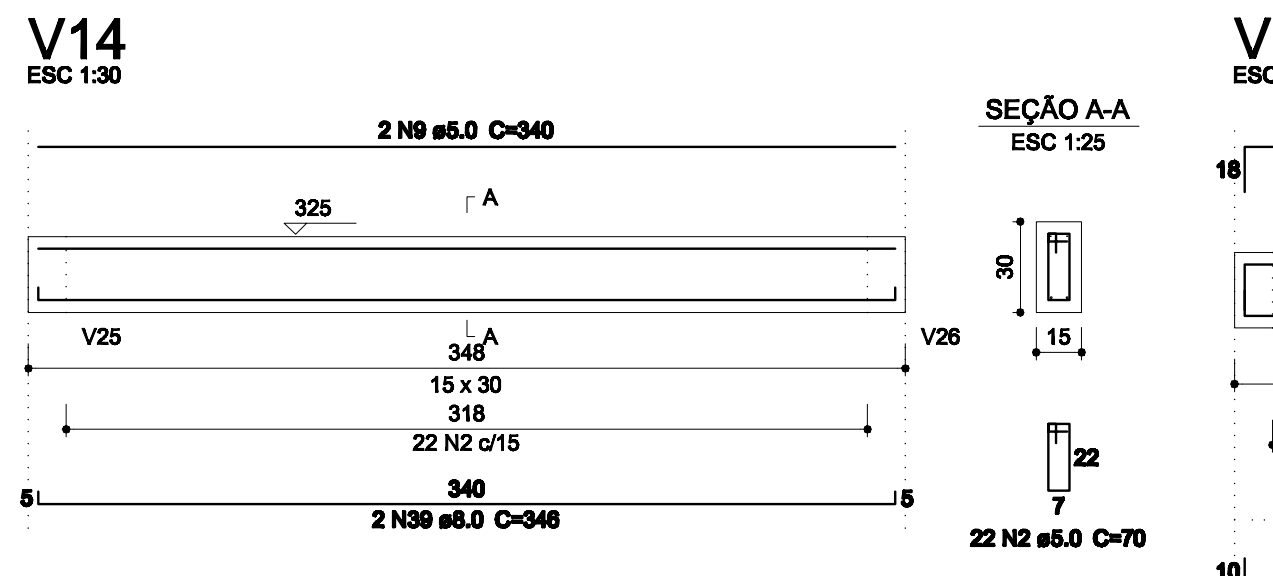 V14
ESC 1:30
2 N9 ø5.0 C=340
325
A
A
V25
V26
348
15 x 30
318
22 N2 c/15
5
340
5
2 N39 ø8.0 C=346
SEÇÃO A-A
ESC 1:25
30
15
22
7
22 N2 ø5.0 C=70
V
ESC
18
10